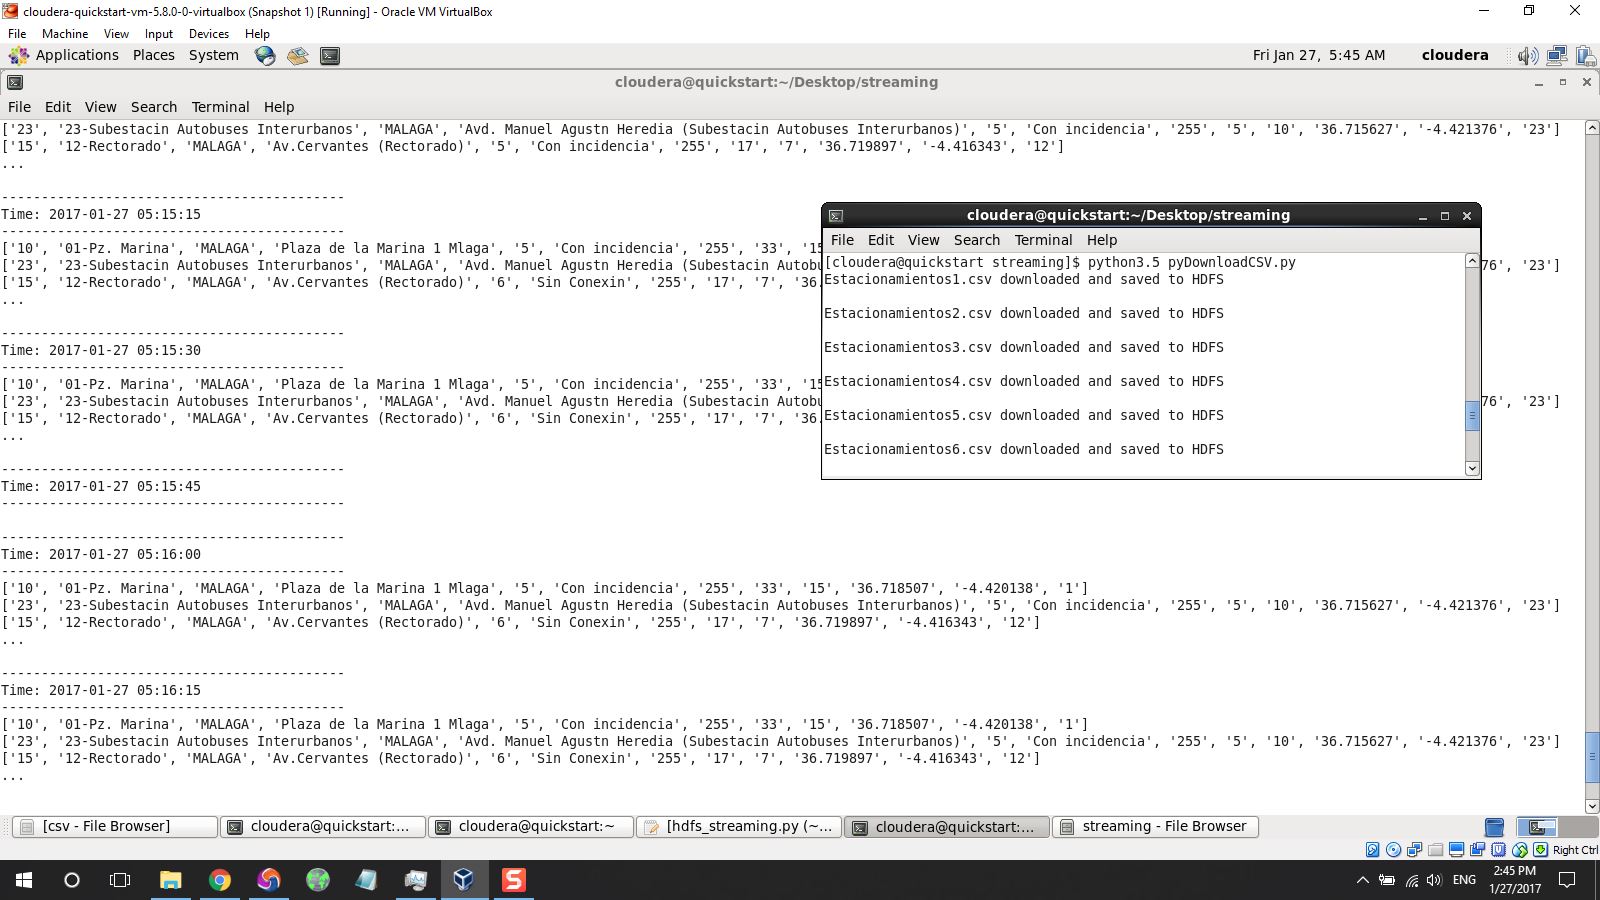 cloudera-quickstart-vm-5.8.0-0-virtualbox (Snapshot 1) [Running] - Oracle VM VirtualBox
File Machine View Input Devices Help
Applications Places System Fri Jan 27, 5:45 AM cloudera
cloudera@quickstart:~/Desktop/streaming
File Edit View Search Terminal Help
['23', '23-Subestacin Autobuses Interurbanos', 'MALAGA', 'Avd. Manuel Agustn Heredia (Subestacin Autobuses Interurbanos)', '5', 'Con incidencia', '255', '5', '10', '36.715627', '-4.421376', '23']
['15', '12-Rectorado', 'MALAGA', 'Av.Cervantes (Rectorado)', '5', 'Con incidencia', '255', '17', '7', '36.719897', '-4.416343', '12']
...
-------------------------------------------
Time: 2017-01-27 05:15:15
-------------------------------------------
['10', '01-Pz. Marina', 'MALAGA', 'Plaza de la Marina 1 Mlaga', '5', 'Con incidencia', '255', '33', '15
['23', '23-Subestacin Autobuses Interurbanos', 'MALAGA', 'Avd. Manuel Agustn Heredia (Subestacin Autobu 76', '23']
['15', '12-Rectorado', 'MALAGA', 'Av.Cervantes (Rectorado)', '6', 'Sin Conexin', '255', '17', '7', '36.
...
-------------------------------------------
Time: 2017-01-27 05:15:30
-------------------------------------------
['10', '01-Pz. Marina', 'MALAGA', 'Plaza de la Marina 1 Mlaga', '5', 'Con incidencia', '255', '33', '15
['23', '23-Subestacin Autobuses Interurbanos', 'MALAGA', 'Avd. Manuel Agustn Heredia (Subestacin Autobu 76', '23']
['15', '12-Rectorado', 'MALAGA', 'Av.Cervantes (Rectorado)', '6', 'Sin Conexin', '255', '17', '7', '36.
...
-------------------------------------------
Time: 2017-01-27 05:15:45
-------------------------------------------
-------------------------------------------
Time: 2017-01-27 05:16:00
-------------------------------------------
['10', '01-Pz. Marina', 'MALAGA', 'Plaza de la Marina 1 Mlaga', '5', 'Con incidencia', '255', '33', '15', '36.718507', '-4.420138', '1']
['23', '23-Subestacin Autobuses Interurbanos', 'MALAGA', 'Avd. Manuel Agustn Heredia (Subestacin Autobuses Interurbanos)', '5', 'Con incidencia', '255', '5', '10', '36.715627', '-4.421376', '23']
['15', '12-Rectorado', 'MALAGA', 'Av.Cervantes (Rectorado)', '6', 'Sin Conexin', '255', '17', '7', '36.719897', '-4.416343', '12']
...
-------------------------------------------
Time: 2017-01-27 05:16:15
-------------------------------------------
['10', '01-Pz. Marina', 'MALAGA', 'Plaza de la Marina 1 Mlaga', '5', 'Con incidencia', '255', '33', '15', '36.718507', '-4.420138', '1']
['23', '23-Subestacin Autobuses Interurbanos', 'MALAGA', 'Avd. Manuel Agustn Heredia (Subestacin Autobuses Interurbanos)', '5', 'Con incidencia', '255', '5', '10', '36.715627', '-4.421376', '23']
['15', '12-Rectorado', 'MALAGA', 'Av.Cervantes (Rectorado)', '6', 'Sin Conexin', '255', '17', '7', '36.719897', '-4.416343', '12']
...
cloudera@quickstart:~/Desktop/streaming
File Edit View Search Terminal Help
[cloudera@quickstart streaming]$ python3.5 pyDownloadCSV.py
Estacionamientos1.csv downloaded and saved to HDFS
Estacionamientos2.csv downloaded and saved to HDFS
Estacionamientos3.csv downloaded and saved to HDFS
Estacionamientos4.csv downloaded and saved to HDFS
Estacionamientos5.csv downloaded and saved to HDFS
Estacionamientos6.csv downloaded and saved to HDFS
[csv - File Browser] cloudera@quickstart:... cloudera@quickstart:~ [hdfs_streaming.py (~... cloudera@quickstart:... streaming - File Browser
Right Ctrl
ENG 2:45 PM
1/27/2017